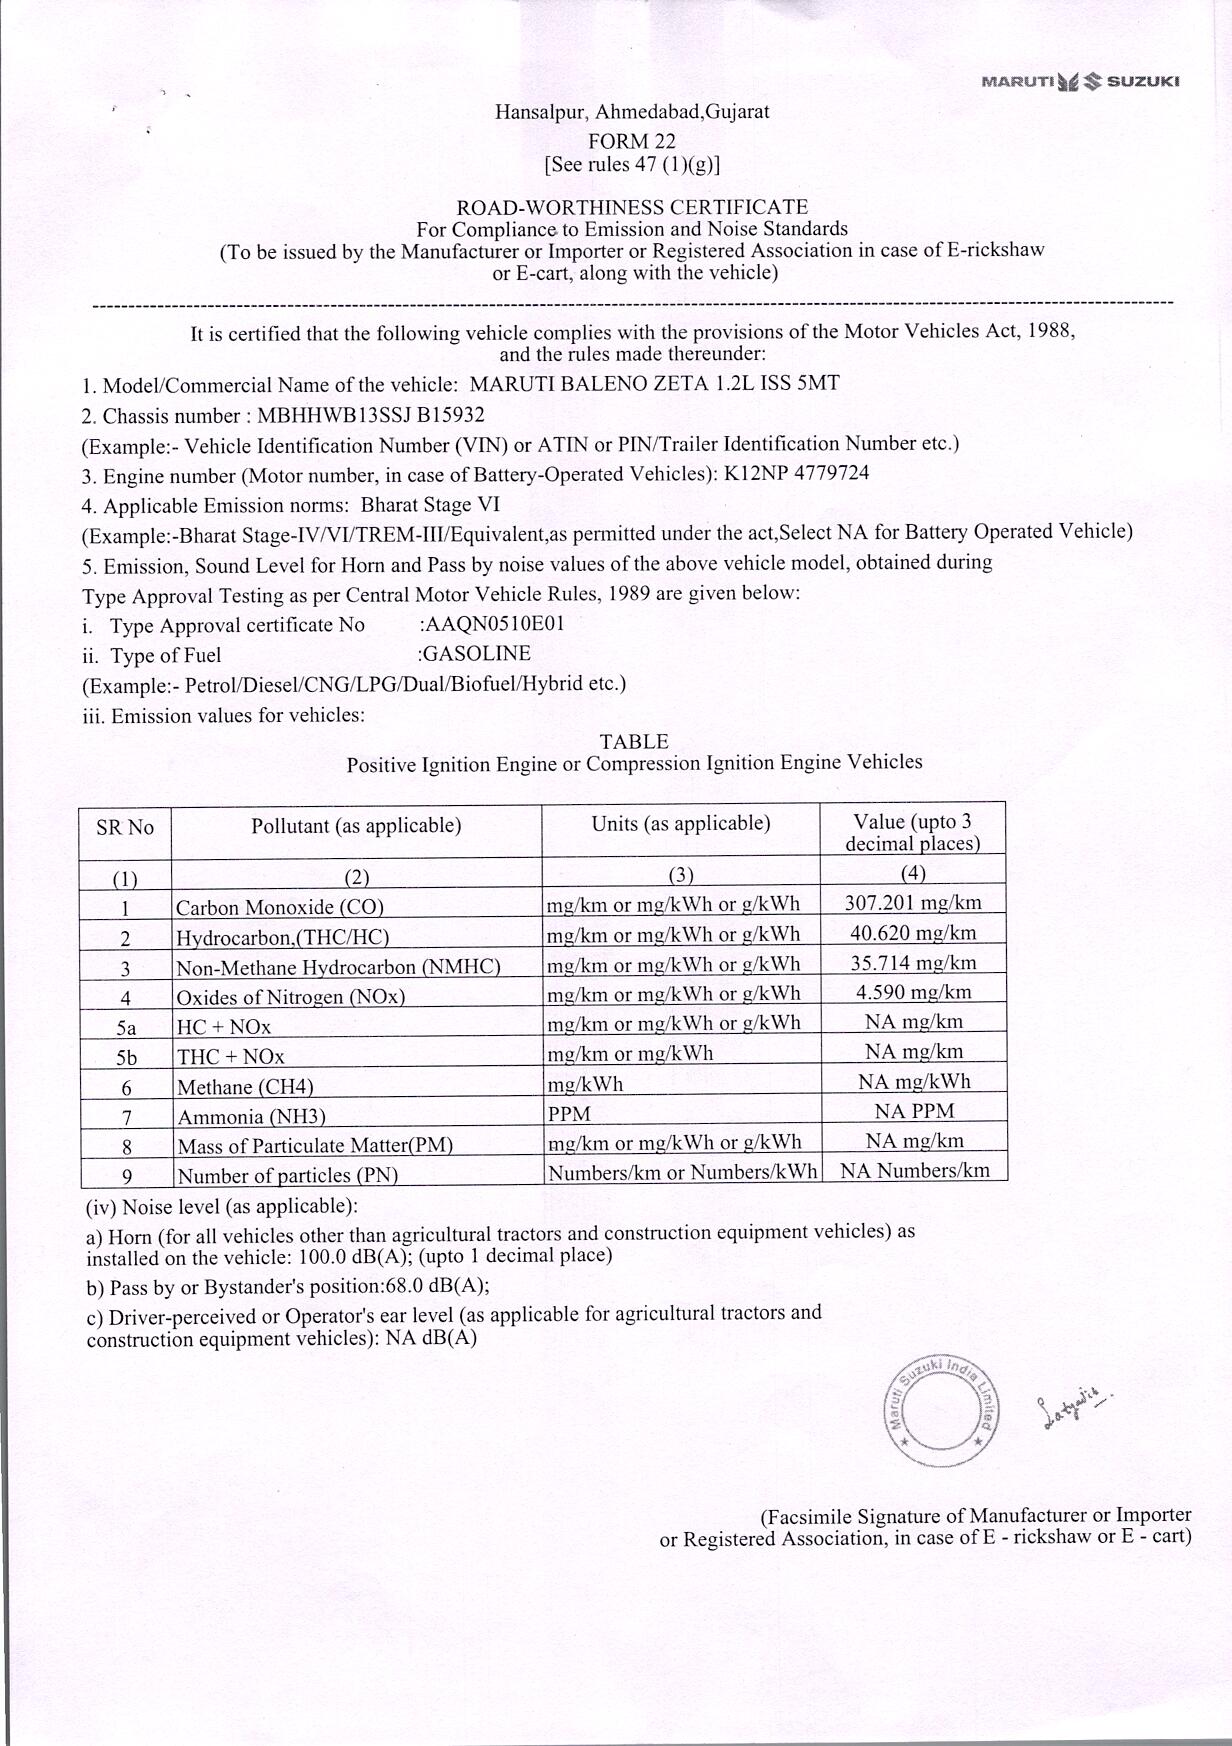 MARUTI SUZUKI
Hansalpur, Ahmedabad,Gujarat
FORM 22
[See rules 47 (1)(g)]
ROAD-WORTHINESS CERTIFICATE
For Compliance to Emission and Noise Standards
(To be issued by the Manufacturer or Importer or Registered Association in case of E-rickshaw
or E-cart, along with the vehicle)
It is certified that the following vehicle complies with the provisions of the Motor Vehicles Act, 1988,
and the rules made thereunder:
1. Model/Commercial Name of the vehicle: MARUTI BALENO ZETA 1.2L ISS 5MT
2. Chassis number : MBHHWB13SSJ B15932
(Example:- Vehicle Identification Number (VIN) or ATIN or PIN/Trailer Identification Number etc.)
3. Engine number (Motor number, in case of Battery-Operated Vehicles): K12NP 4779724
4. Applicable Emission norms: Bharat Stage VI
(Example:-Bharat Stage-IV/VI/TREM-III/Equivalent,as permitted under the act,Select NA for Battery Operated Vehicle)
5. Emission, Sound Level for Horn and Pass by noise values of the above vehicle model, obtained during
Type Approval Testing as per Central Motor Vehicle Rules, 1989 are given below:
i. Type Approval certificate No :AAQN0510E01
ii. Type of Fuel :GASOLINE
(Example:- Petrol/Diesel/CNG/LPG/Dual/Biofuel/Hybrid etc.)
iii. Emission values for vehicles:
TABLE
Positive Ignition Engine or Compression Ignition Engine Vehicles
SR No Pollutant (as applicable) Units (as applicable) Value (upto 3
decimal places)
(1) (2) (3) (4)
1 Carbon Monoxide (CO) mg/km or mg/kWh or g/kWh 307.201 mg/km
2 Hydrocarbon,(THC/HC) mg/km or mg/kWh or g/kWh 40.620 mg/km
3 Non-Methane Hydrocarbon (NMHC) mg/km or mg/kWh or g/kWh 35.714 mg/km
4 Oxides of Nitrogen (NOx) mg/km or mg/kWh or g/kWh 4.590 mg/km
5a HC + NOx mg/km or mg/kWh or g/kWh NA mg/km
5b THC + NOx mg/km or mg/kWh NA mg/km
6 Methane (CH4) mg/kWh NA mg/kWh
7 Ammonia (NH3) PPM NA PPM
8 Mass of Particulate Matter(PM) mg/km or mg/kWh or g/kWh NA mg/km
9 Number of particles (PN) Numbers/km or Numbers/kWh NA Numbers/km
(iv) Noise level (as applicable):
a) Horn (for all vehicles other than agricultural tractors and construction equipment vehicles) as
installed on the vehicle: 100.0 dB(A); (upto 1 decimal place)
b) Pass by or Bystander's position:68.0 dB(A);
c) Driver-perceived or Operator's ear level (as applicable for agricultural tractors and
construction equipment vehicles): NA dB(A)
Maruti Suzuki India Limited
(Facsimile Signature of Manufacturer or Importer
or Registered Association, in case of E - rickshaw or E - cart)